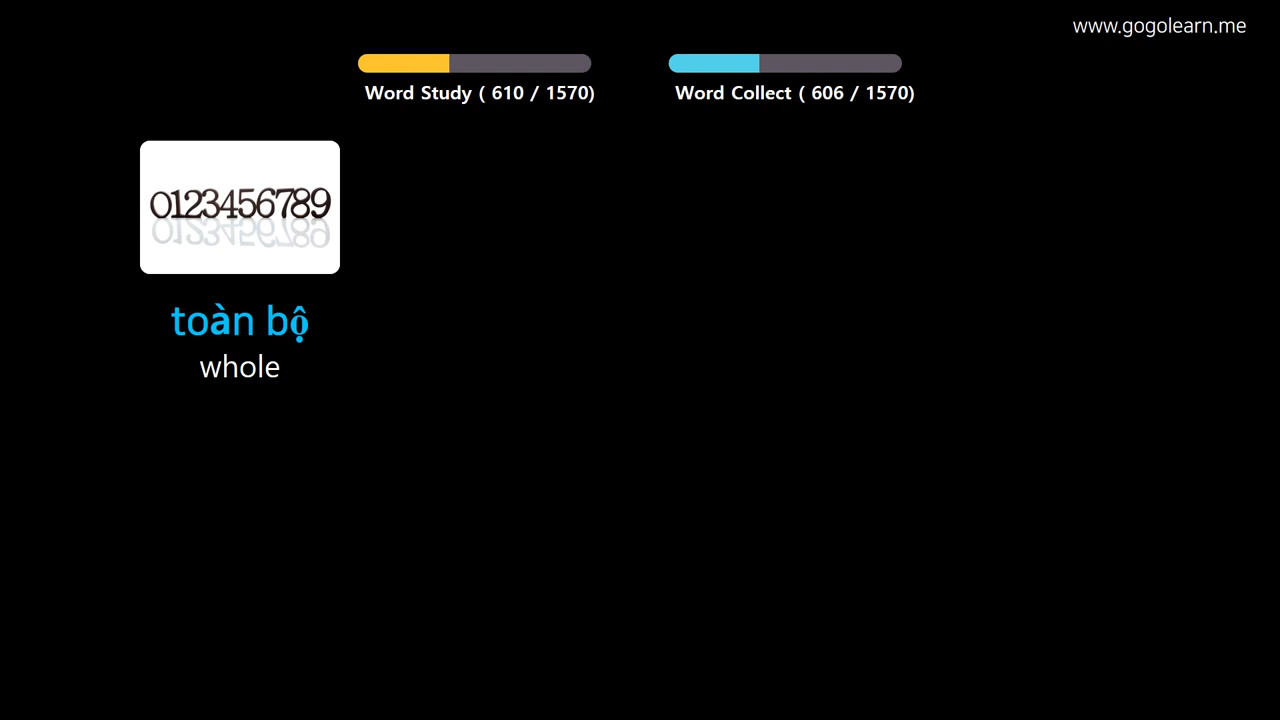 www.gogolearn.me
Word Study ( 610 / 1570)
Word Collect ( 606 / 1570)
0123456789
toàn bộ
whole